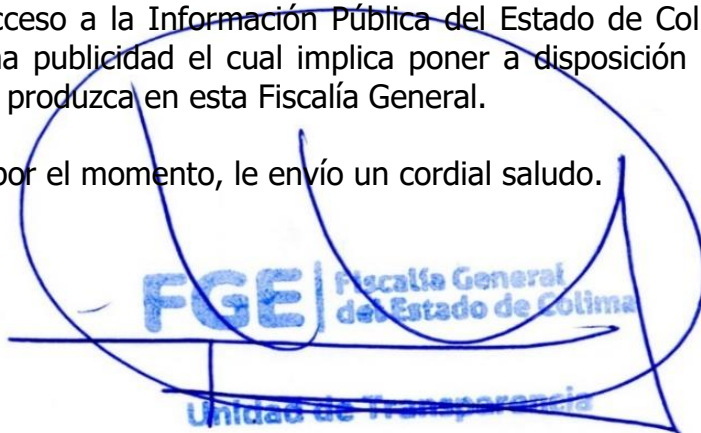 cceso a la Información Pública del Estado de Col
na publicidad el cual implica poner a disposición
produzca en esta Fiscalía General.
por el momento, le envío un cordial saludo.
FGE Fiscalía General
del Estado de Colima
Unidad de Transparencia